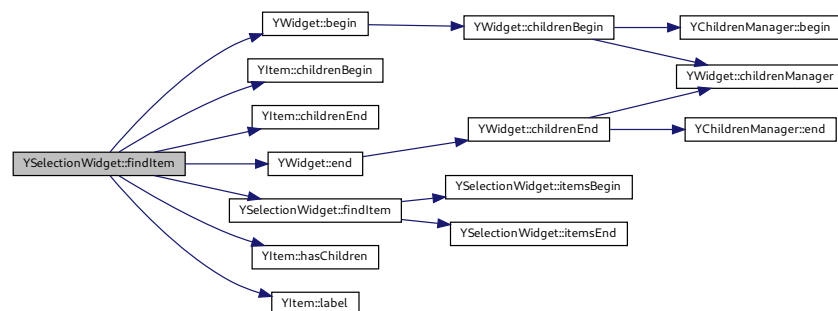 YWidget::begin
YWidget::childrenBegin
YChildrenManager::begin
YItem::childrenBegin
YWidget::childrenManager
YItem::childrenEnd
YWidget::childrenEnd
YChildrenManager::end
YSelectionWidget::findItem
YWidget::end
YSelectionWidget::itemsBegin
YSelectionWidget::findItem
YSelectionWidget::itemsEnd
YItem::hasChildren
YItem::label